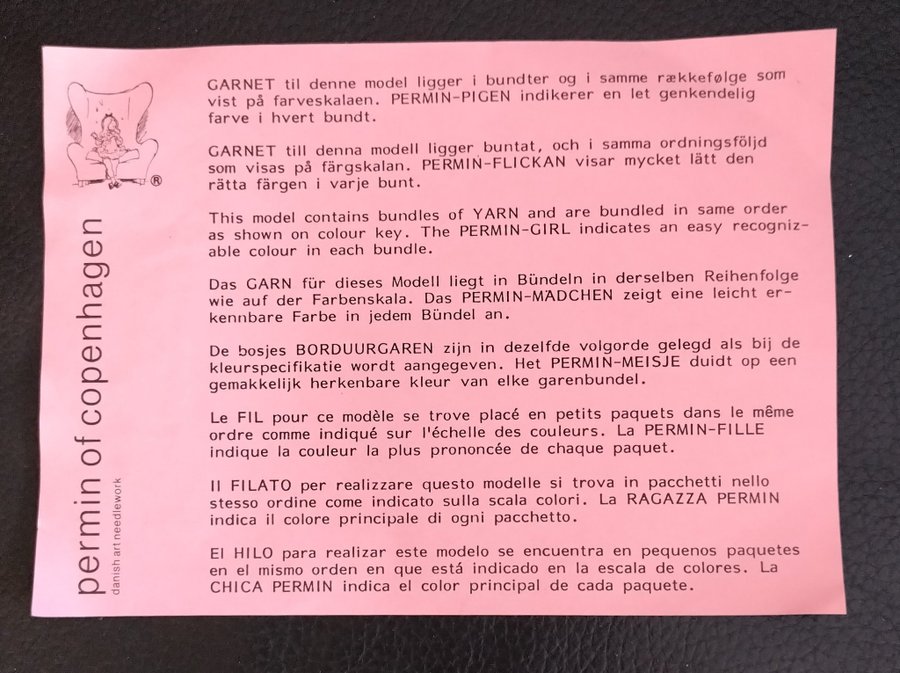 GARNET til denne model ligger i bundter og i samme rækkefølge som
vist på farveskalaen. PERMIN-PIGEN indikerer en let genkendelig
farve i hvert bundt.
GARNET till denna modell ligger buntat, och i samma ordningsföljd
som visas på färgskalan. PERMIN-FLICKAN visar mycket lätt den
rätta färgen i varje bunt.
This model contains bundles of YARN and are bundled in same order
as shown on colour key. The PERMIN-GIRL indicates an easy recogniz-
able colour in each bundle.
Das GARN für dieses Modell liegt in Bündeln in derselben Reihenfolge
wie auf der Farbenskala. Das PERMIN-MÄDCHEN zeigt eine leicht er-
kennbare Farbe in jedem Bündel an.
De bosjes BORDUURGAREN zijn in dezelfde volgorde gelegd als bij de
kleurspecifikatie wordt aangegeven. Het PERMIN-MEISJE duidt op een
gemakkelijk herkenbare kleur van elke garenbundel.
Le FIL pour ce modèle se trove placé en petits paquets dans le même
ordre comme indiqué sur l'échelle des couleurs. La PERMIN-FILLE
indique la couleur la plus prononcée de chaque paquet.
Il FILATO per realizzare questo modelle si trova in pacchetti nello
stesso ordine come indicato sulla scala colori. La RAGAZZA PERMIN
indica il colore principale di ogni pacchetto.
El HILO para realizar este modelo se encuentra en pequenos paquetes
en el mismo orden en que está indicado en la escala de colores. La
CHICA PERMIN indica el color principal de cada paquete.
®
permin of copenhagen
danish art needlework